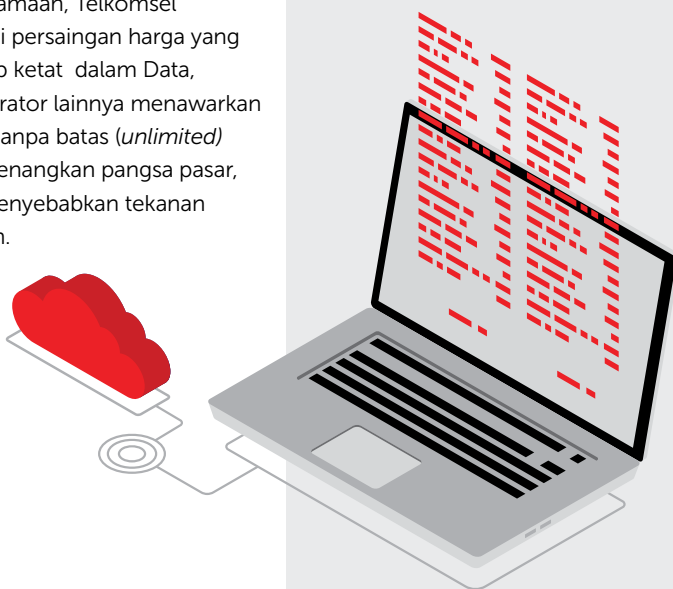 amaan, Telkomsel
i persaingan harga yang
ketat dalam Data,
rator lainnya menawarkan
anpa batas (unlimited)
enangkan pangsa pasar,
enyebabkan tekanan